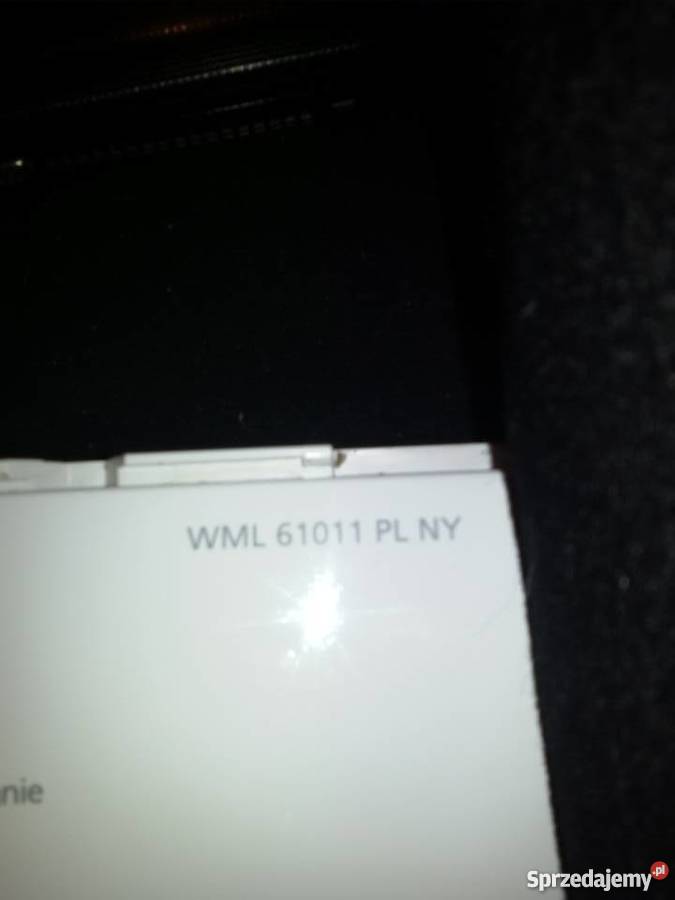 WML 61011 PL NY
nie
Sprzedajemy.pl